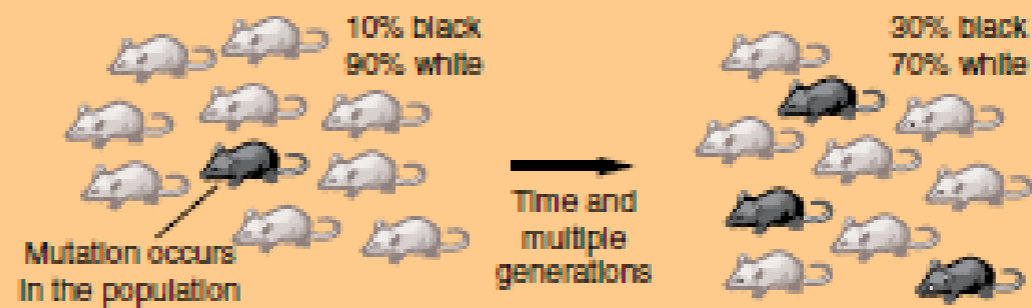 10% black
90% white
Mutation occurs
In the population
Time and
multiple
generations
30% black
70% white